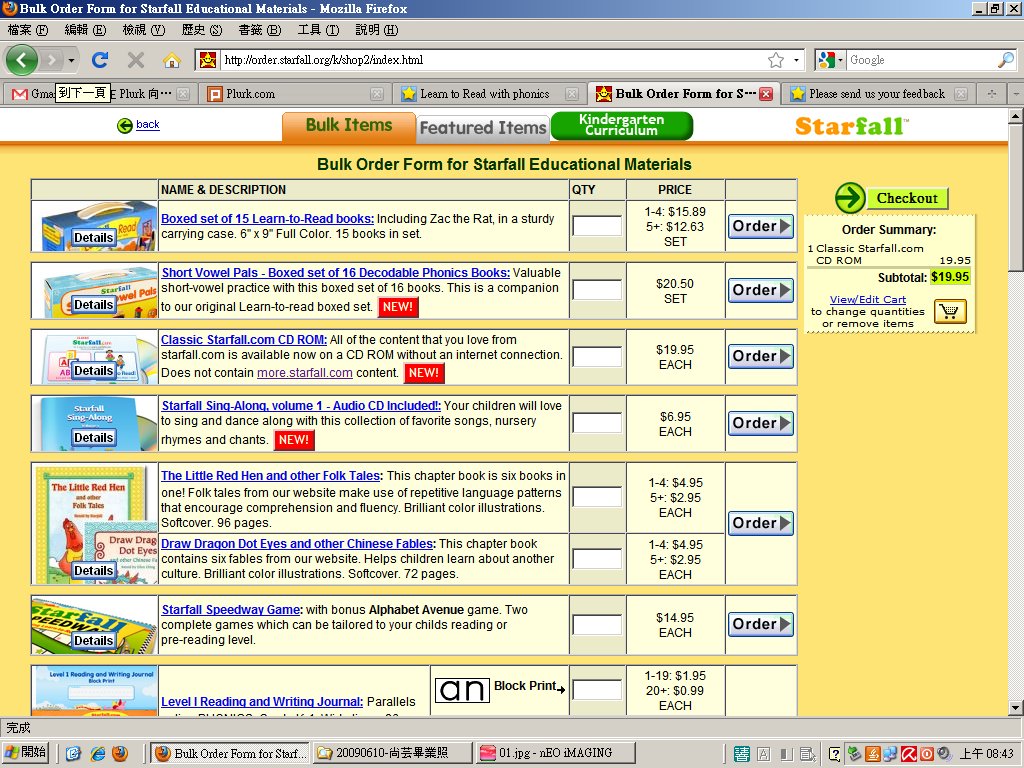 Bulk Order Form for Starfall Educational Materials - Mozilla Firefox
檔案 (F) 編輯 (E) 檢視 (V) 歷史 (S) 書籤 (B) 工具 (T) 說明 (H)
http://order.starfall.org/k/shop2/index.html
Google
到下一頁
Plurk 向…
Plurk.com
Learn to Read with phonics
Bulk Order Form for S…
Please send us your feedback
back
Bulk Items
Featured Items
Kindergarten
Curriculum
Starfall™
Bulk Order Form for Starfall Educational Materials
NAME & DESCRIPTION QTY PRICE
Details
Boxed set of 15 Learn-to-Read books: Including Zac the Rat, in a sturdy
carrying case. 6" x 9" Full Color. 15 books in set.
1-4: $15.89
5+: $12.63
SET
Order
Details
Short Vowel Pals - Boxed set of 16 Decodable Phonics Books: Valuable
short-vowel practice with this boxed set of 16 books. This is a companion
to our original Learn-to-read boxed set. NEW!
$20.50
SET
Order
Details
Classic Starfall.com CD ROM: All of the content that you love from
starfall.com is available now on a CD ROM without an internet connection.
Does not contain more.starfall.com content. NEW!
$19.95
EACH
Order
Starfall
Sing-Along
Details
Starfall Sing-Along, volume 1 - Audio CD Included!: Your children will love
to sing and dance along with this collection of favorite songs, nursery
rhymes and chants. NEW!
$6.95
EACH
Order
The Little Red Hen
and other
Folk Tales
Draw Dragon
Dot Eyes
and other Chinese Fables
Details
The Little Red Hen and other Folk Tales: This chapter book is six books in
one! Folk tales from our website make use of repetitive language patterns
that encourage comprehension and fluency. Brilliant color illustrations.
Softcover. 96 pages.
1-4: $4.95
5+: $2.95
EACH
Draw Dragon Dot Eyes and other Chinese Fables: This chapter book
contains six fables from our website. Helps children learn about another
culture. Brilliant color illustrations. Softcover. 72 pages.
1-4: $4.95
5+: $2.95
EACH
Order
Details
Starfall Speedway Game: with bonus Alphabet Avenue game. Two
complete games which can be tailored to your childs reading or
pre-reading level.
$14.95
EACH
Order
Level I Reading and Writing Journal
Block Print
Level I Reading and Writing Journal: Parallels
an Block Print
1-19: $1.95
20+: $0.99
EACH
Checkout
Order Summary:
1 Classic Starfall.com
CD ROM 19.95
Subtotal: $19.95
View/Edit Cart
to change quantities
or remove items
完成
開始
Bulk Order Form for Starf...
20090610-尚芸畢業照
01.jpg - nEO iMAGING
上午 08:43